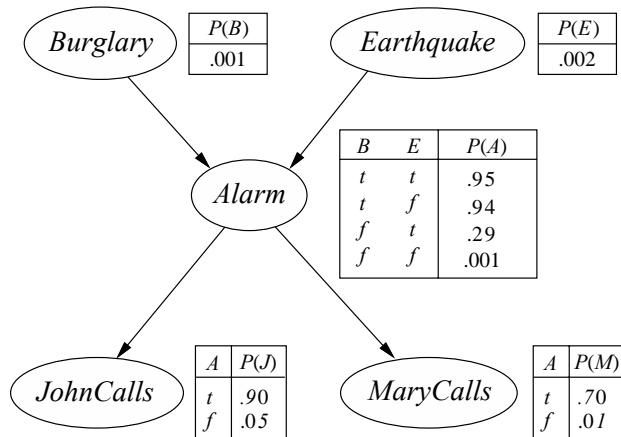 Burglary
P(B)
.001
Earthquake
P(E)
.002
Alarm
B E P(A)
t t .95
t f .94
f t .29
f f .001
JohnCalls
A P(J)
t .90
f .05
MaryCalls
A P(M)
t .70
f .01